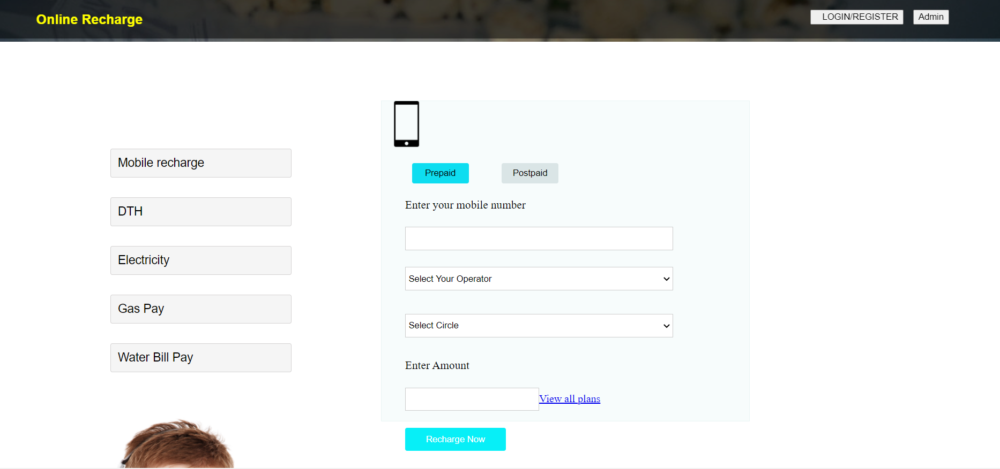 Online Recharge
LOGIN/REGISTER
Admin
Mobile recharge
DTH
Electricity
Gas Pay
Water Bill Pay
Prepaid
Postpaid
Enter your mobile number
Select Your Operator
Select Circle
Enter Amount
View all plans
Recharge Now